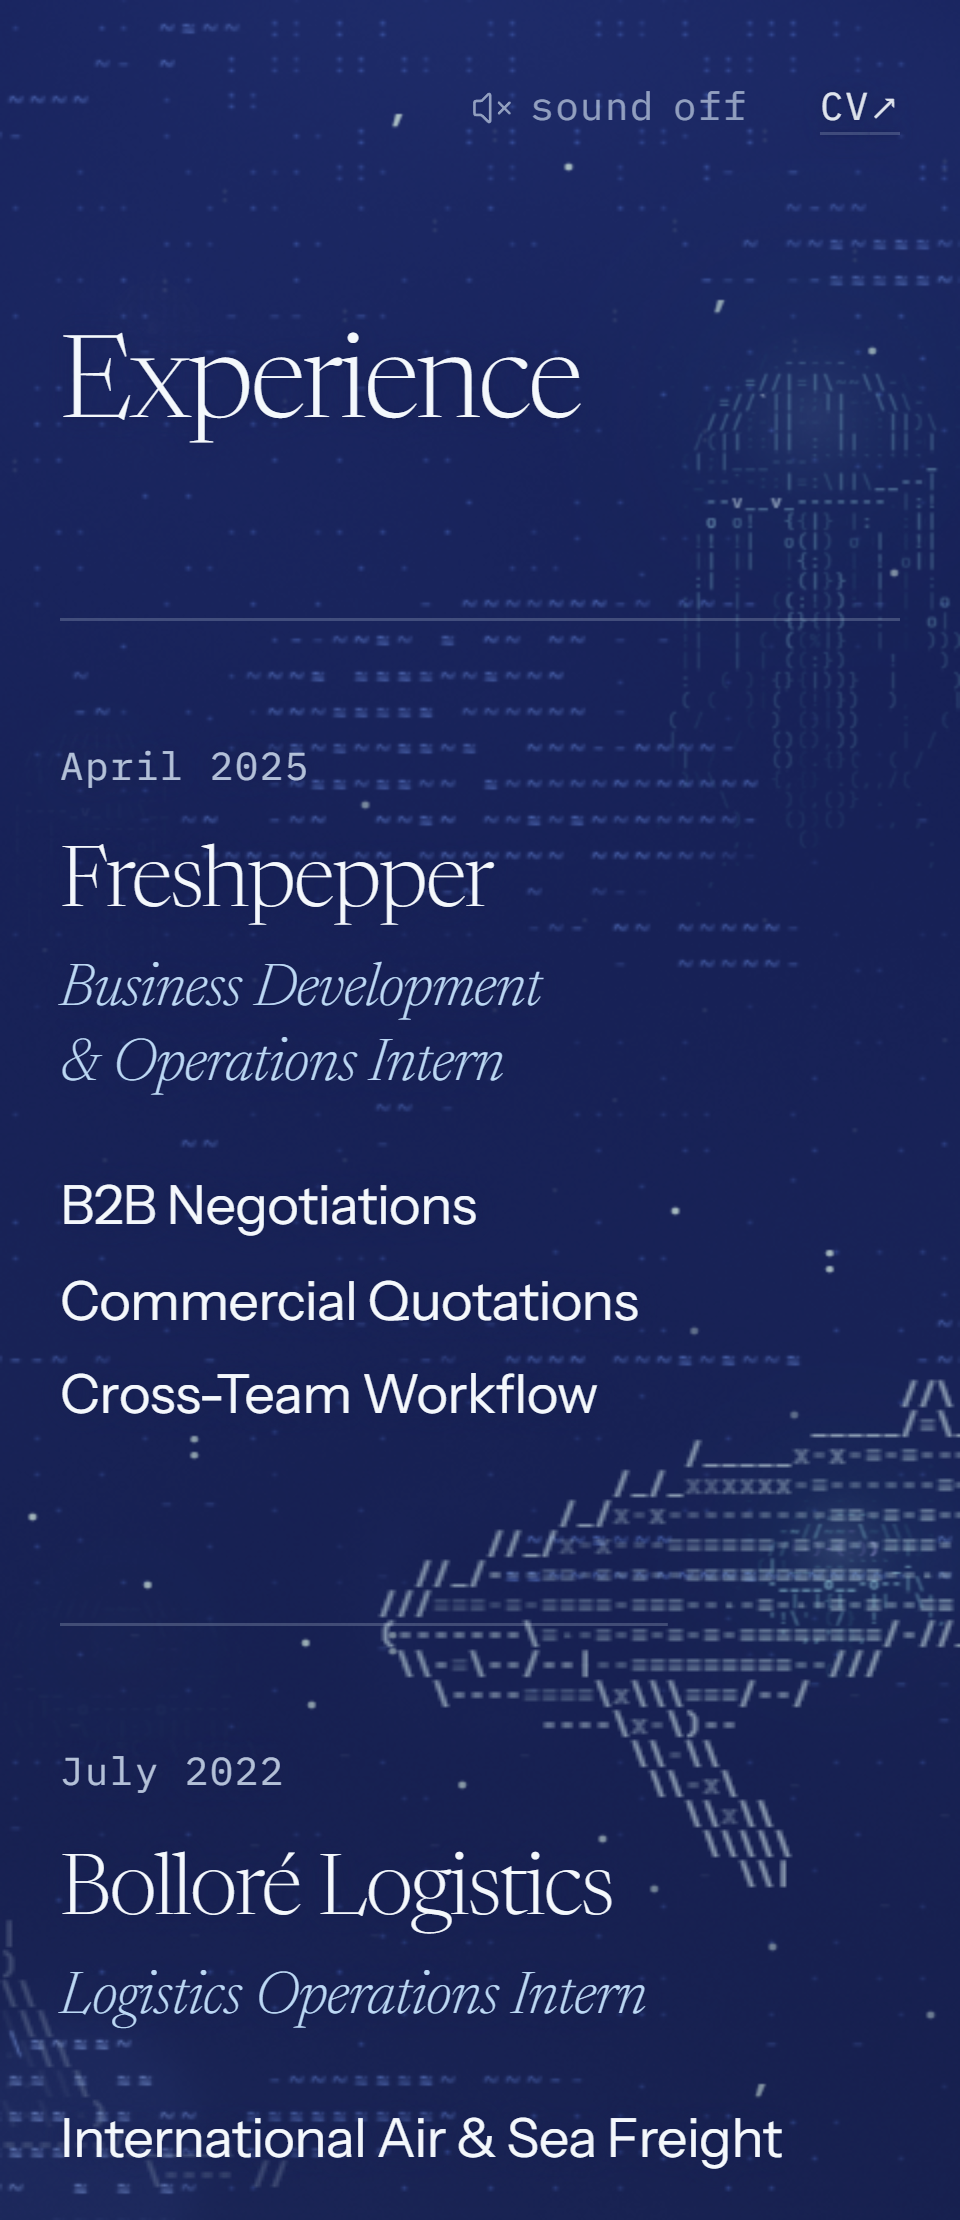 sound off
CV↗
Experience
April 2025
Freshpepper
Business Development
& Operations Intern
B2B Negotiations
Commercial Quotations
Cross-Team Workflow
July 2022
Bolloré Logistics
Logistics Operations Intern
International Air & Sea Freight